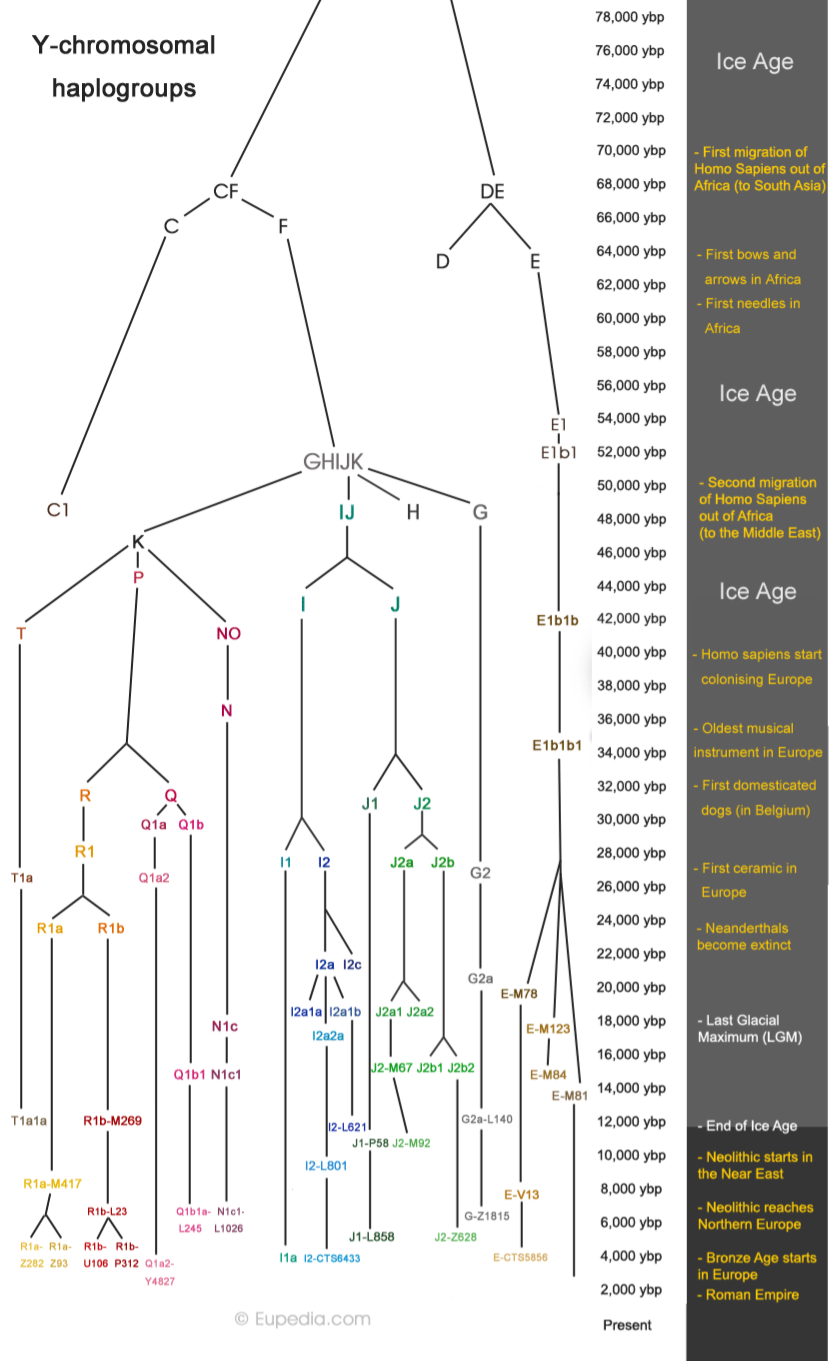 Y-chromosomal
haplogroups
CF
C
F
DE
D
E
E1
E1b1
GHIJK
C1
IJ
H
G
K
P
I
J
E1b1b
T
NO
N
E1b1b1
R
Q
J1
J2
Q1a
Q1b
R1
I1
I2
J2a
J2b
T1a
Q1a2
G2
R1a
R1b
I2a
I2c
G2a
E-M78
I2a1a
I2a1b
J2a1
J2a2
N1c
E-M123
I2a2a
Q1b1
N1c1
J2-M67
J2b1
J2b2
E-M84
E-M81
T1a1a
R1b-M269
I2-L621
G2a-L140
J1-P58
J2-M92
I2-L801
R1a-M417
E-V13
R1b-L23
Q1b1a-
L245
N1c1-
L1026
G-Z1815
J1-L858
J2-Z628
R1a-
Z282
R1a-
Z93
R1b-
U106
R1b-
P312
Q1a2-
Y4827
I1a
I2-CTS6433
E-CTS5856
78,000 ybp
76,000 ybp
74,000 ybp
72,000 ybp
70,000 ybp
68,000 ybp
66,000 ybp
64,000 ybp
62,000 ybp
60,000 ybp
58,000 ybp
56,000 ybp
54,000 ybp
52,000 ybp
50,000 ybp
48,000 ybp
46,000 ybp
44,000 ybp
42,000 ybp
40,000 ybp
38,000 ybp
36,000 ybp
34,000 ybp
32,000 ybp
30,000 ybp
28,000 ybp
26,000 ybp
24,000 ybp
22,000 ybp
20,000 ybp
18,000 ybp
16,000 ybp
14,000 ybp
12,000 ybp
10,000 ybp
8,000 ybp
6,000 ybp
4,000 ybp
2,000 ybp
Present
Ice Age
- First migration of
Homo Sapiens out of
Africa (to South Asia)
- First bows and
arrows in Africa
- First needles in
Africa
Ice Age
- Second migration
of Homo Sapiens
out of Africa
(to the Middle East)
Ice Age
- Homo sapiens start
colonising Europe
- Oldest musical
instrument in Europe
- First domesticated
dogs (in Belgium)
- First ceramic in
Europe
- Neanderthals
become extinct
- Last Glacial
Maximum (LGM)
- End of Ice Age
- Neolithic starts in
the Near East
- Neolithic reaches
Northern Europe
- Bronze Age starts
in Europe
- Roman Empire
© Eupedia.com